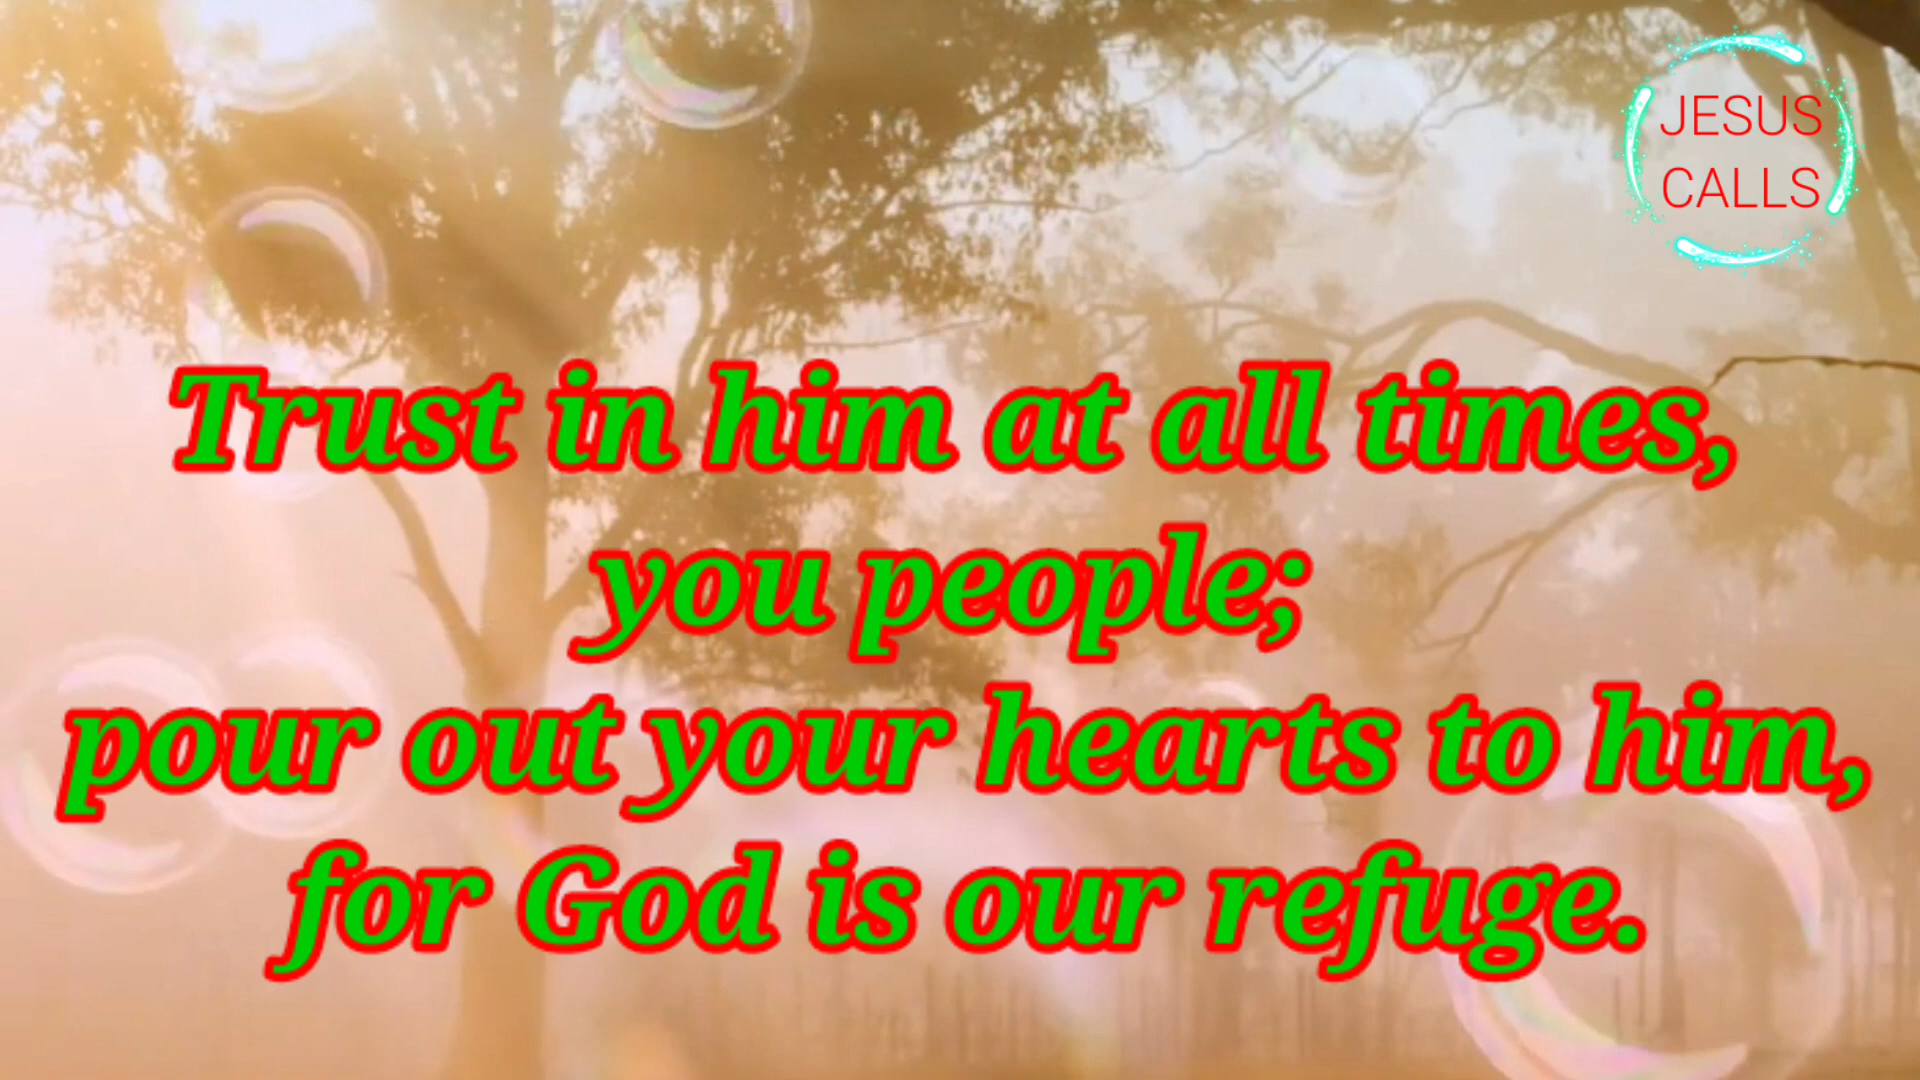 JESUS
CALLS
Trust in him at all times,
you people;
pour out your hearts to him,
for God is our refuge.